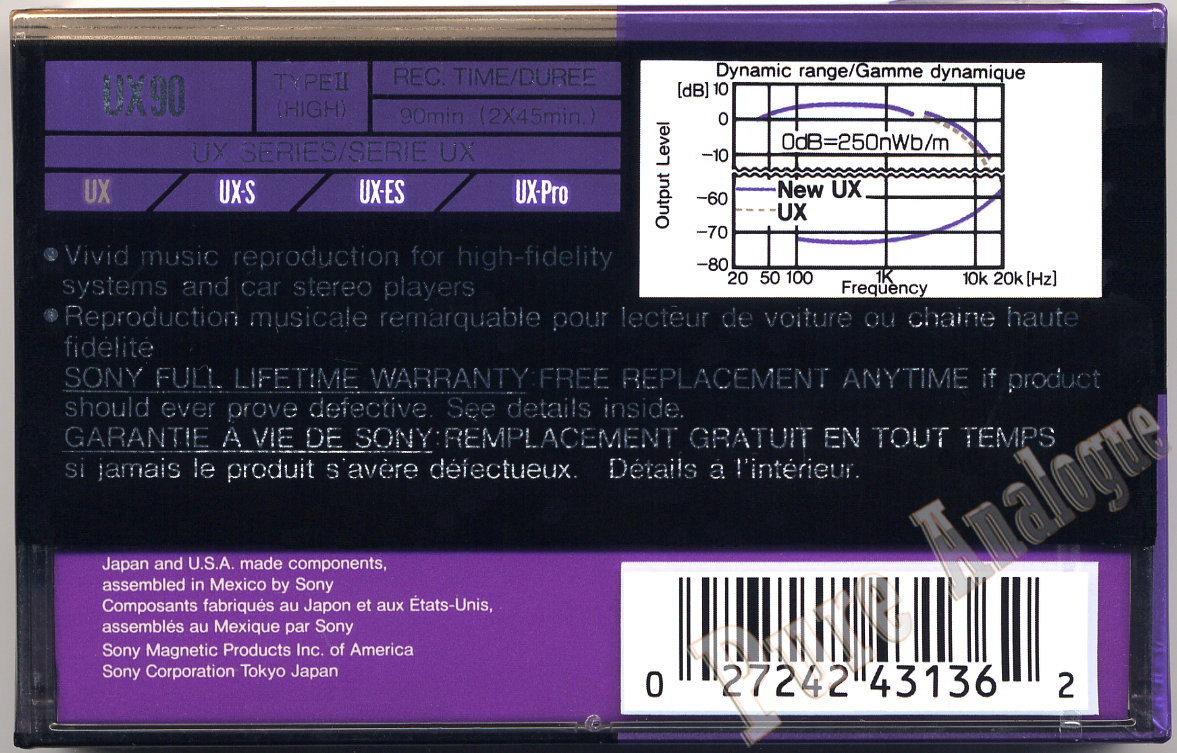 UX90
TYPE II
(HIGH)
REC. TIME/DURÉE
90min. (2X45min.)
UX SERIES/SÉRIE UX
UX
UX-S
UX-ES
UX-Pro
Dynamic range/Gamme dynamique
[dB] 10
0
0dB=250nWb/m
-10
Output Level
-60
New UX
UX
-70
-80
20 50 100 1K 10k 20k [Hz]
Frequency
• Vivid music reproduction for high-fidelity
systems and car stereo players
• Reproduction musicale remarquable pour lecteur de voiture ou chaîne haute
fidélité
SONY FULL LIFETIME WARRANTY:FREE REPLACEMENT ANYTIME if product
should ever prove defective. See details inside.
GARANTIE À VIE DE SONY:REMPLACEMENT GRATUIT EN TOUT TEMPS
si jamais le produit s'avère défectueux. Détails à l'intérieur.
Japan and U.S.A. made components,
assembled in Mexico by Sony
Composants fabriqués au Japon et aux États-Unis,
assemblés au Mexique par Sony
Sony Magnetic Products Inc. of America
Sony Corporation Tokyo Japan
0 27242 43136 2
Pure Analogue